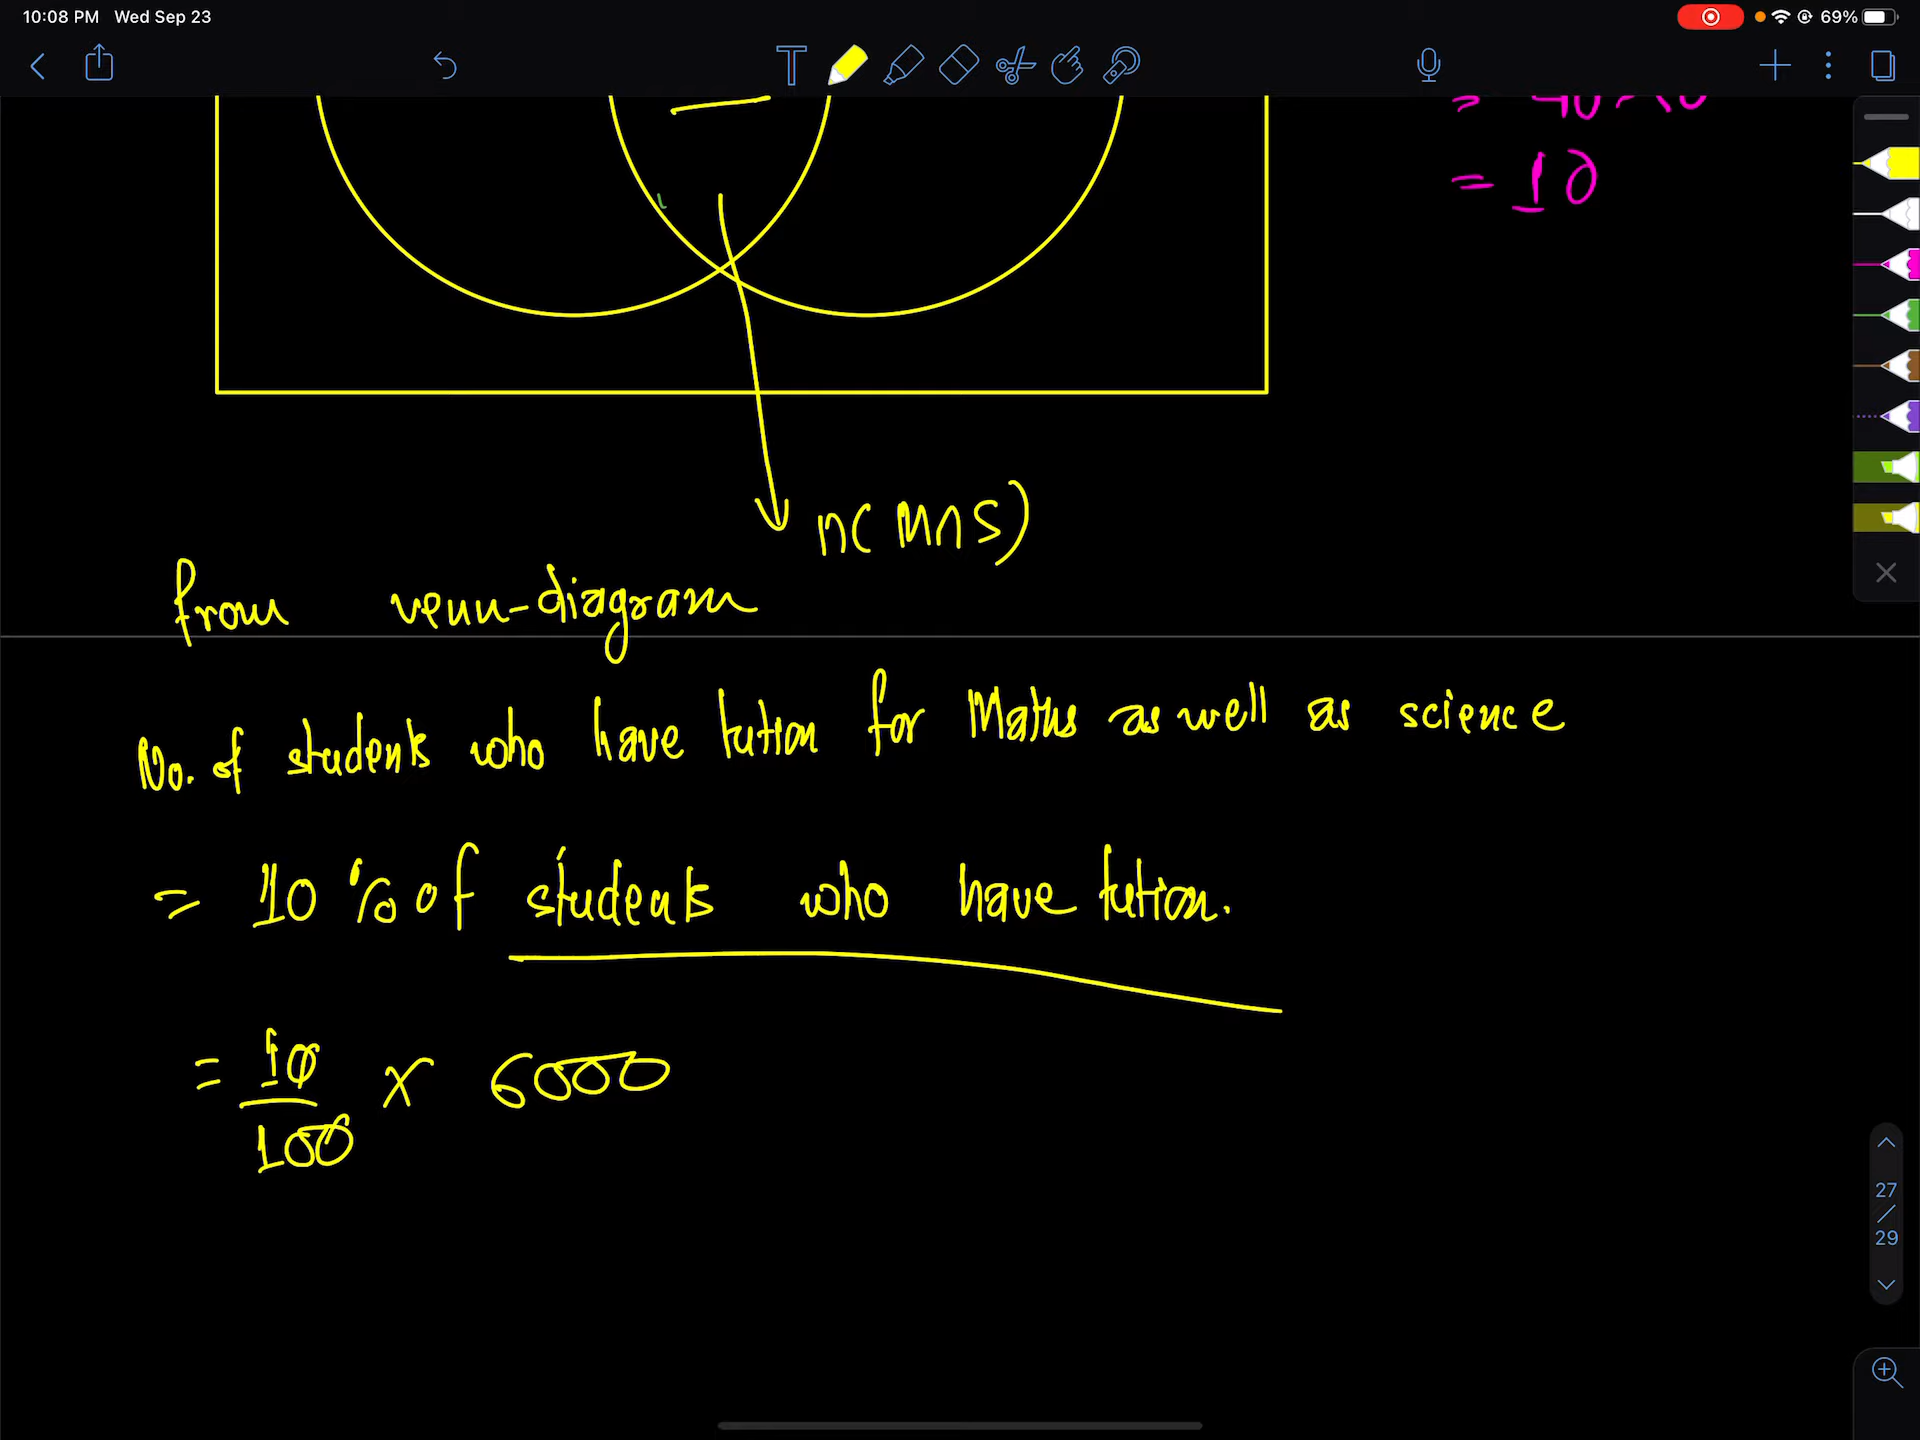 10:08 PM Wed Sep 23
69%
= 10
n(M∩S)
from venn-diagram
No. of students who have tution for Maths as well as science
= 10% of students who have tution.
= 10/100 × 6000
27
/
29